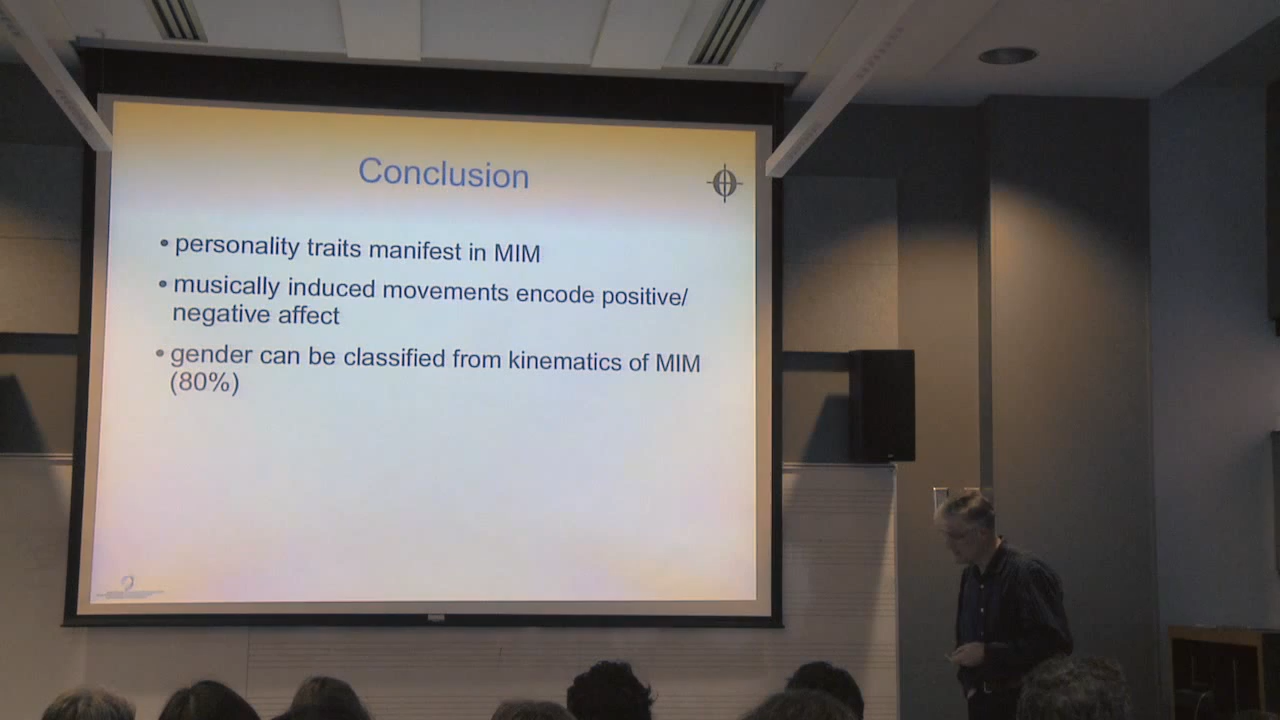 Conclusion
• personality traits manifest in MIM
• musically induced movements encode positive/
negative affect
• gender can be classified from kinematics of MIM
(80%)